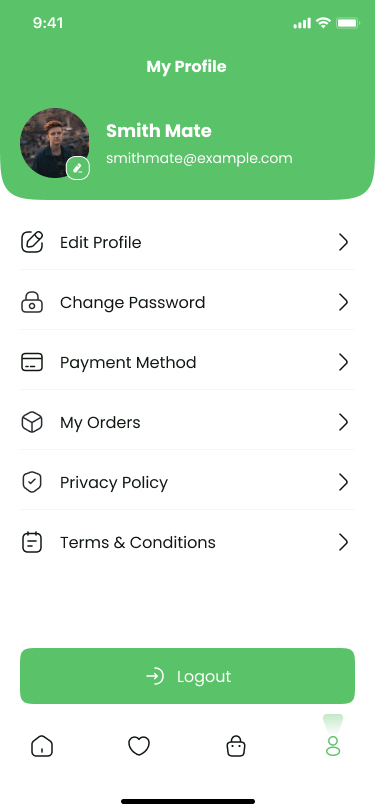 9:41
My Profile
Smith Mate
smithmate@example.com
Edit Profile
Change Password
Payment Method
My Orders
Privacy Policy
Terms & Conditions
Logout